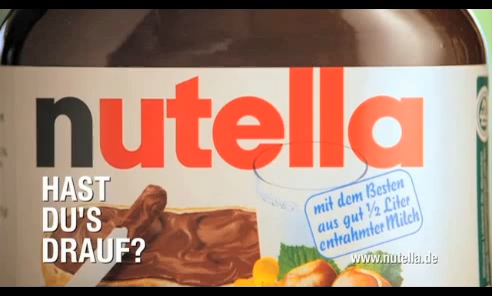 nutella
HAST
DU'S
DRAUF?
mit dem Besten
aus gut 1/2 Liter
entrahmter Milch
www.nutella.de